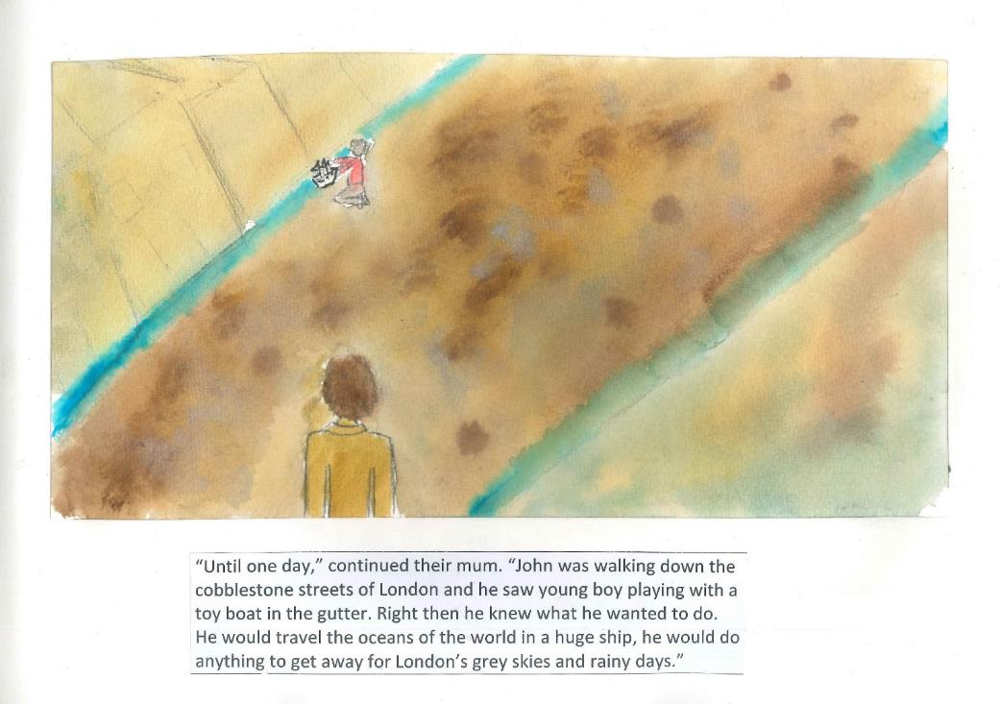 “Until one day,” continued their mum. “John was walking down the
cobblestone streets of London and he saw young boy playing with a
toy boat in the gutter. Right then he knew what he wanted to do.
He would travel the oceans of the world in a huge ship, he would do
anything to get away for London’s grey skies and rainy days.”